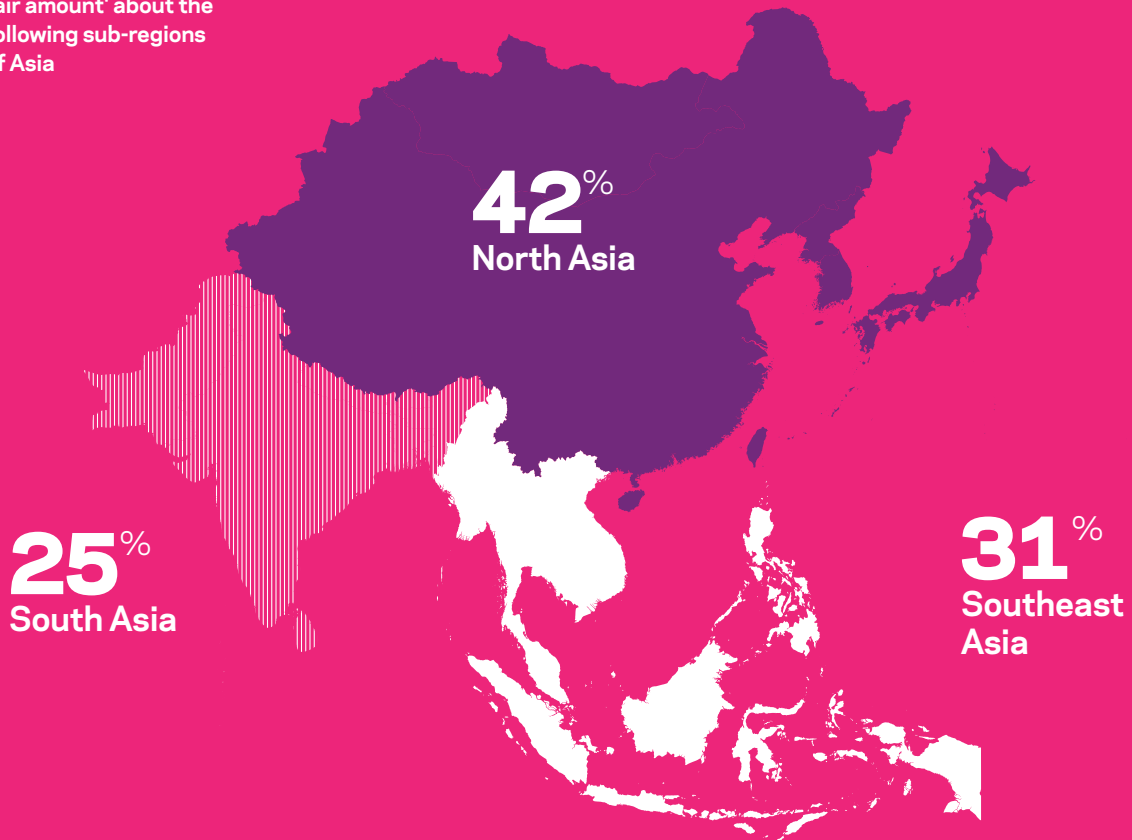 air amount' about the
ollowing sub-regions
f Asia
42%
North Asia
25%
South Asia
31%
Southeast
Asia